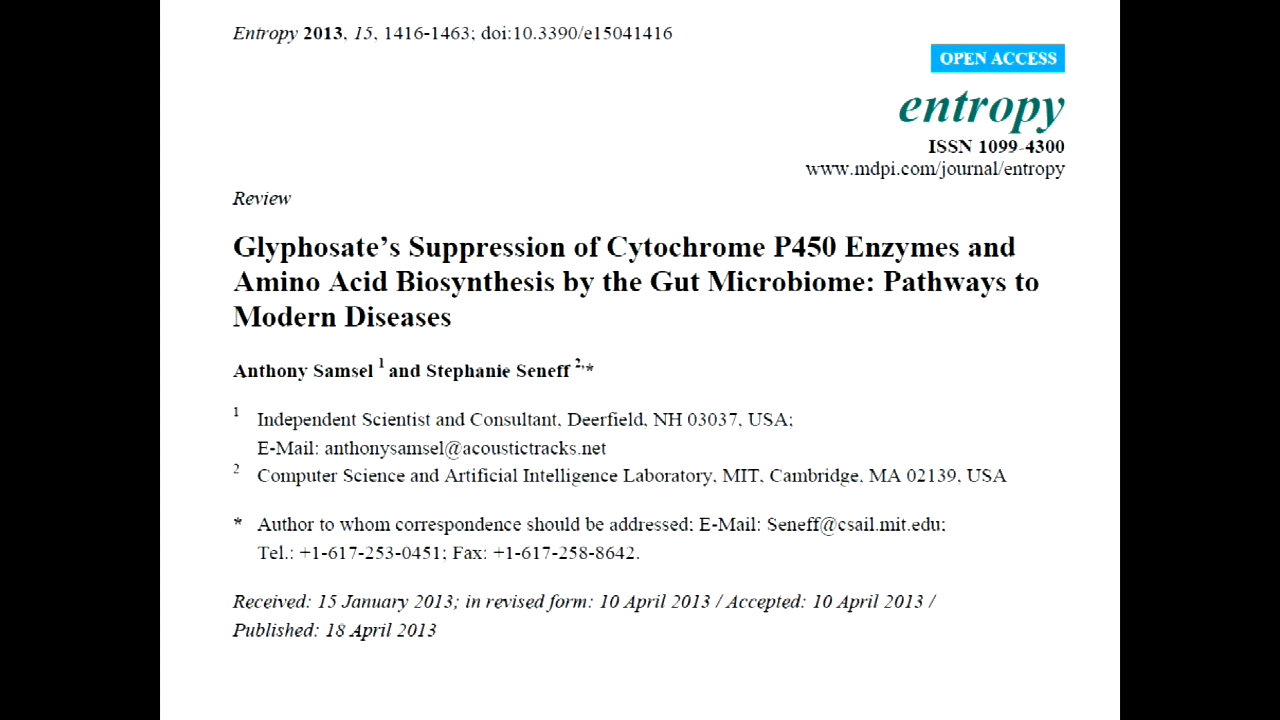 Entropy 2013, 15, 1416-1463; doi:10.3390/e15041416
OPEN ACCESS
entropy
ISSN 1099-4300
www.mdpi.com/journal/entropy
Review
Glyphosate’s Suppression of Cytochrome P450 Enzymes and
Amino Acid Biosynthesis by the Gut Microbiome: Pathways to
Modern Diseases
Anthony Samsel 1 and Stephanie Seneff 2,*
1 Independent Scientist and Consultant, Deerfield, NH 03037, USA;
E-Mail: anthonysamsel@acoustictracks.net
2 Computer Science and Artificial Intelligence Laboratory, MIT, Cambridge, MA 02139, USA
* Author to whom correspondence should be addressed; E-Mail: Seneff@csail.mit.edu;
Tel.: +1-617-253-0451; Fax: +1-617-258-8642.
Received: 15 January 2013; in revised form: 10 April 2013 / Accepted: 10 April 2013 /
Published: 18 April 2013